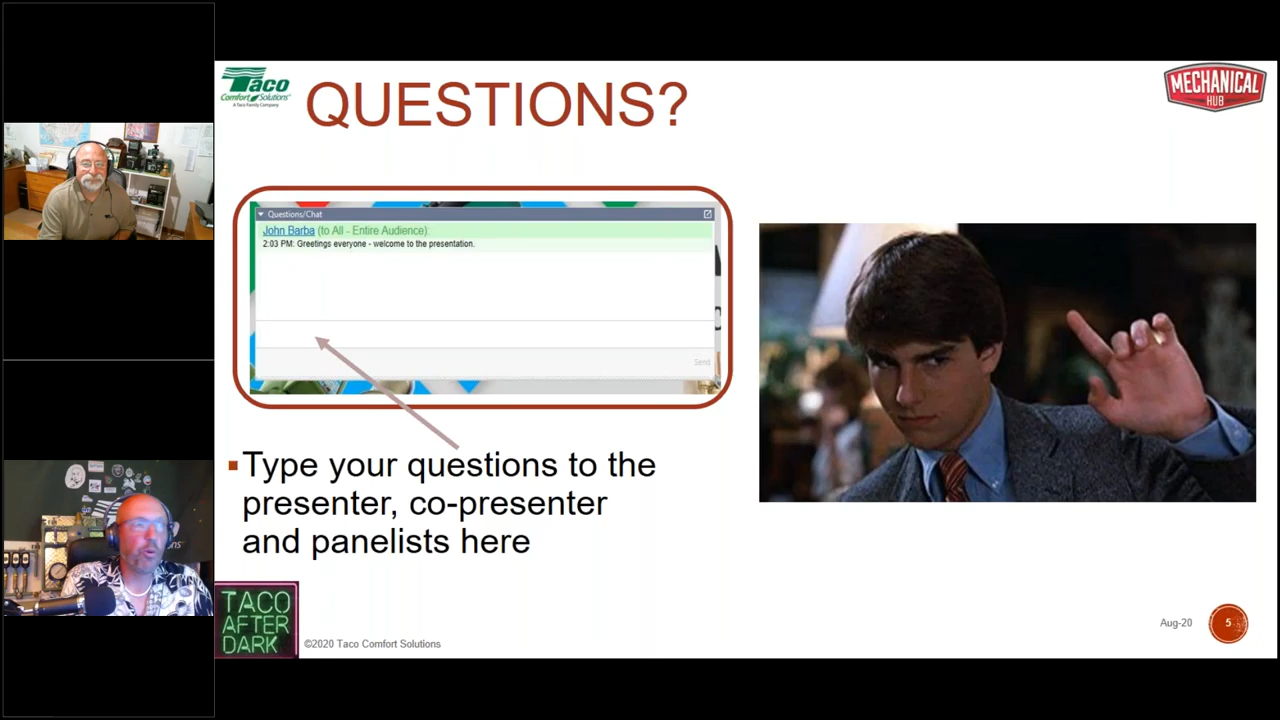 Taco
Comfort Solutions
A Taco Family Company
QUESTIONS?
MECHANICAL
HUB
Questions/Chat
John Barba (to All - Entire Audience):
2:03 PM: Greetings everyone - welcome to the presentation.
Send
Type your questions to the
presenter, co-presenter
and panelists here
TACO
AFTER
DARK
©2020 Taco Comfort Solutions
Aug-20
5